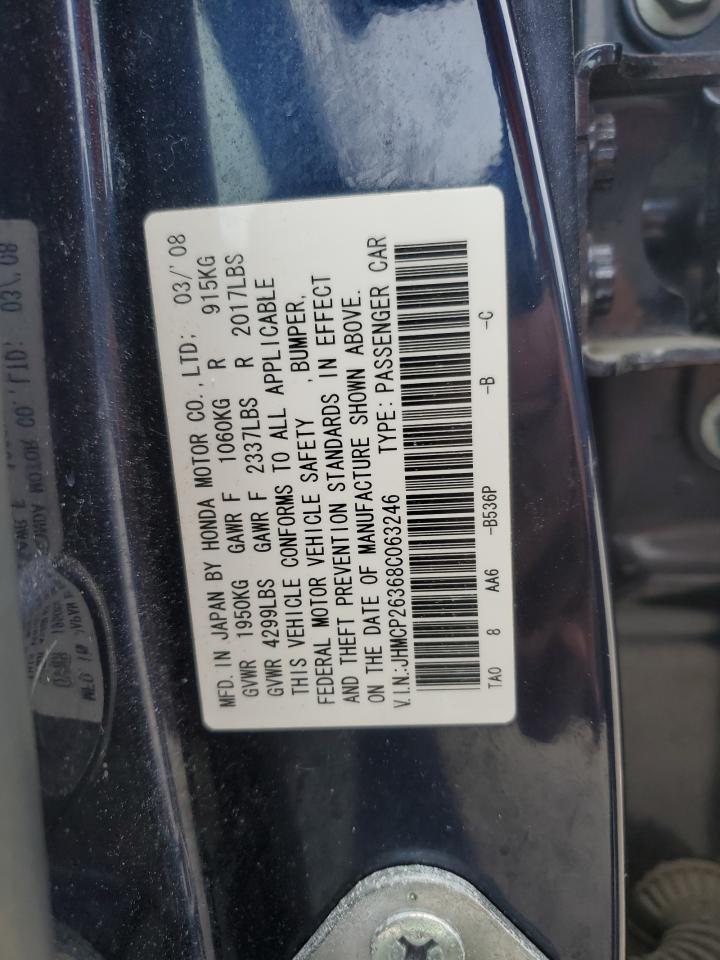 MFD. IN JAPAN BY HONDA MOTOR CO., LTD; 03/'08
GVWR 1950KG GAWR F 1060KG R 915KG
GVWR 4299LBS GAWR F 2337LBS R 2017LBS
THIS VEHICLE CONFORMS TO ALL APPLICABLE
FEDERAL MOTOR VEHICLE SAFETY , BUMPER,
AND THEFT PREVENTION STANDARDS IN EFFECT
ON THE DATE OF MANUFACTURE SHOWN ABOVE.
V.I.N.:JHMCP26368C063246 TYPE: PASSENGER CAR
TA0 8 AA6 -B536P -B -C